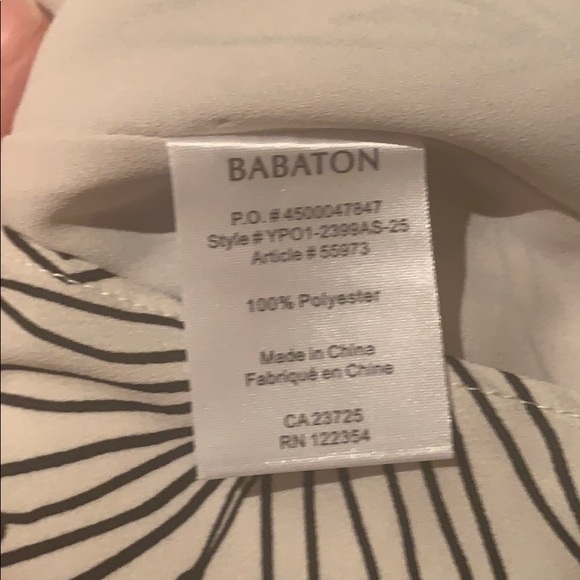 BABATON
P.O. # 4500047847
Style # YPO1-2399AS-25
Article # 55973
100% Polyester
Made in China
Fabriqué en Chine
CA 23725
RN 122354